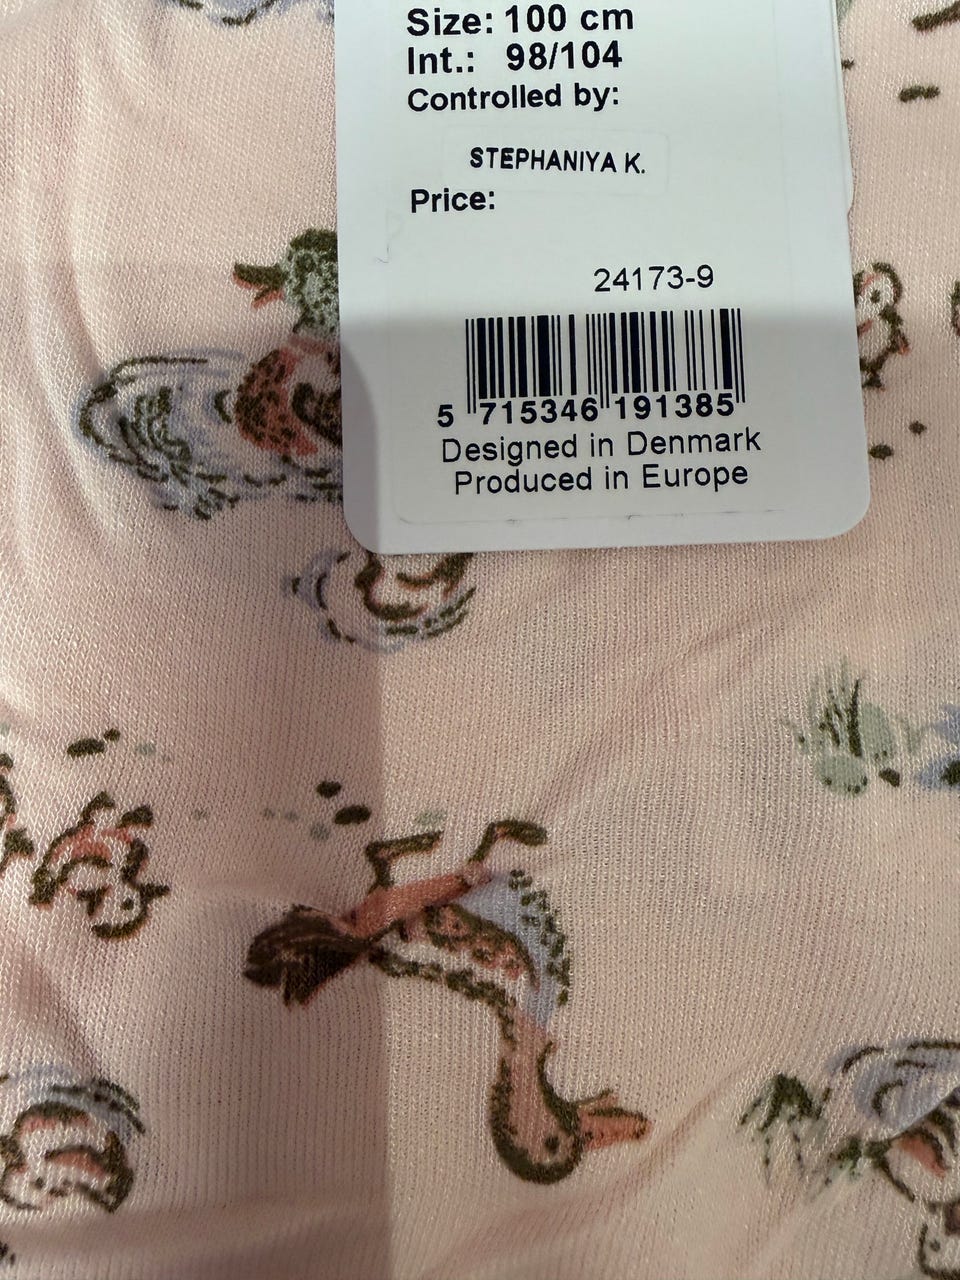 Size: 100 cm
Int.: 98/104
Controlled by:
STEPHANIYA K.
Price:
24173-9
5 715346 191385
Designed in Denmark
Produced in Europe